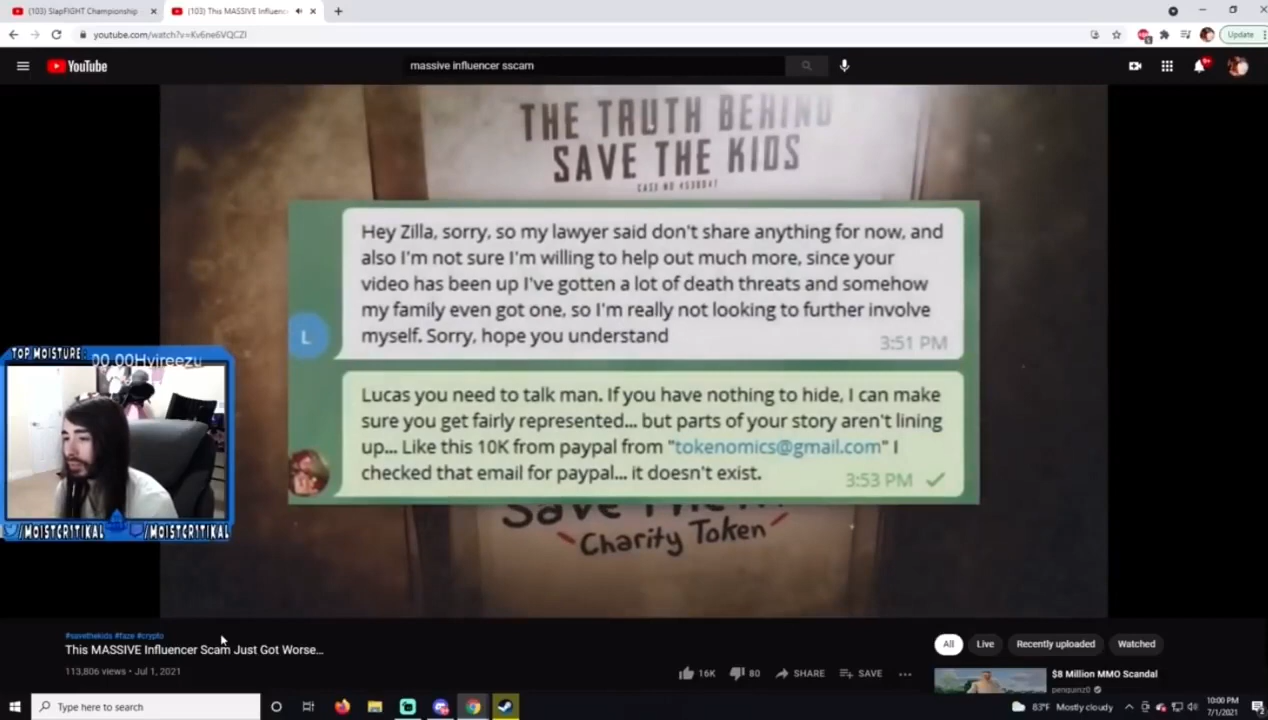 (103) SlapFIGHT Championship
(103) This MASSIVE Influenc
youtube.com/watch?v=Kv6ne6VQCZI
Update
YouTube
massive influencer sscam
9+
THE TRUTH BEHIND
SAVE THE KIDS
Hey Zilla, sorry, so my lawyer said don't share anything for now, and
also I'm not sure I'm willing to help out much more, since your
video has been up I've gotten a lot of death threats and somehow
my family even got one, so I'm really not looking to further involve
myself. Sorry, hope you understand
3:51 PM
L
Lucas you need to talk man. If you have nothing to hide, I can make
sure you get fairly represented... but parts of your story aren't lining
up... Like this 10K from paypal from "tokenomics@gmail.com" I
checked that email for paypal... it doesn't exist.
3:53 PM
Charity Token
TOP MOISTURE:
/MOISTCR1TIKAL
/MOISTCR1TIKAL
#savethekids #faze #crypto
This MASSIVE Influencer Scam Just Got Worse...
113,806 views • Jul 1, 2021
16K
80
SHARE
SAVE
All
Live
Recently uploaded
Watched
$8 Million MMO Scandal
penguinz0
Type here to search
83°F Mostly cloudy
10:00 PM
7/1/2021